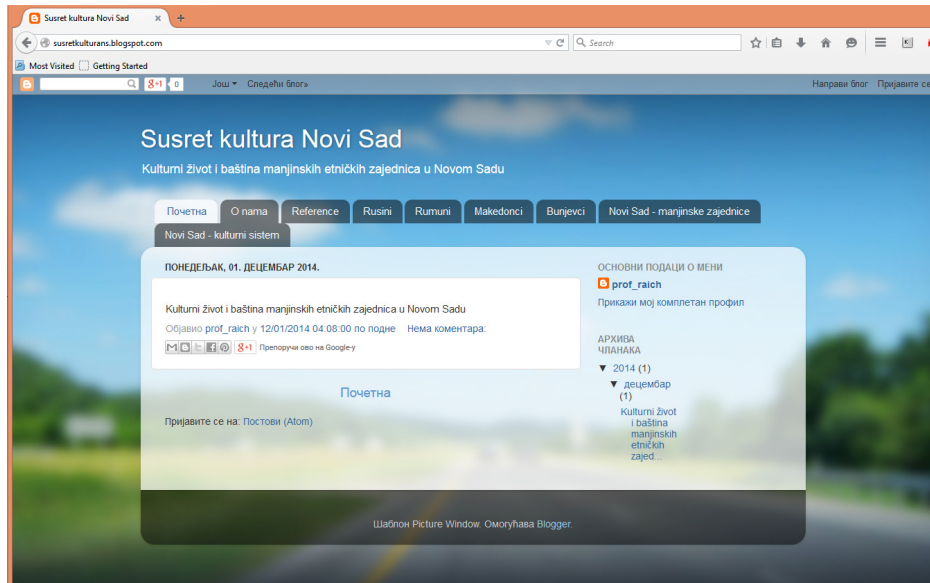 Susret kultura Novi Sad
susretkulturans.blogspot.com
Search
Most Visited Getting Started
8+1 0 Још Следећи блог» Направи блог Пријавите се
Susret kultura Novi Sad
Kulturni život i baština manjinskih etničkih zajednica u Novom Sadu
Почетна O nama Reference Rusini Rumuni Makedonci Bunjevci Novi Sad - manjinske zajednice
Novi Sad - kulturni sistem
ПОНЕДЕЉАК, 01. ДЕЦЕМБАР 2014.
Kulturni život i baština manjinskih etničkih zajednica u Novom Sadu
Објавио prof_raich у 12/01/2014 04:08:00 по подне Нема коментара:
8+1 Препоручи ово на Google-у
Почетна
Пријавите се на: Постови (Atom)
ОСНОВНИ ПОДАЦИ О МЕНИ
prof_raich
Прикажи мој комплетан профил
АРХИВА
ЧЛАНАКА
▼ 2014 (1)
▼ децембар
(1)
Kulturni život
i baština
manjinskih
etničkih
zajed...
Шаблон Picture Window. Омогућава Blogger.